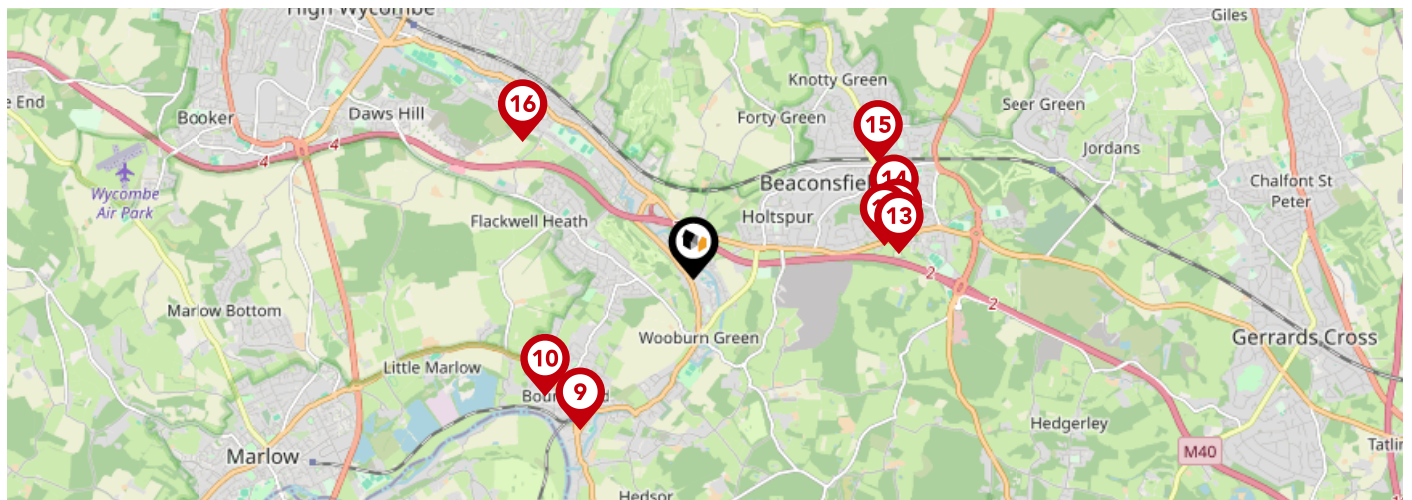 High Wycombe
Giles
Knotty Green
e End
16
Seer Green
Booker
Daws Hill
Forty Green
15
4
4
Jordans
Wycombe
Air Park
14
Beaconsfie
Chalfont St
Peter
Flackwell Heath
Holtspur
13
2
2
Marlow Bottom
Wooburn Green
Gerrards Cross
10
Little Marlow
9
Bou
d
Hedgerley
Marlow
M40
Tatlin
Hedsor